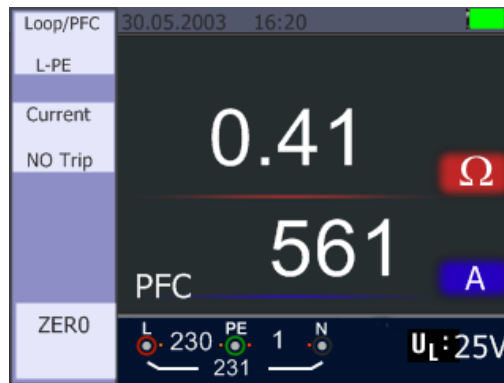 Loop/PFC 30.05.2003 16:20
L-PE
Current
NO Trip
0.41 Ω
561 A
PFC
ZERO
L 230 PE 1 N
231
UL:25V